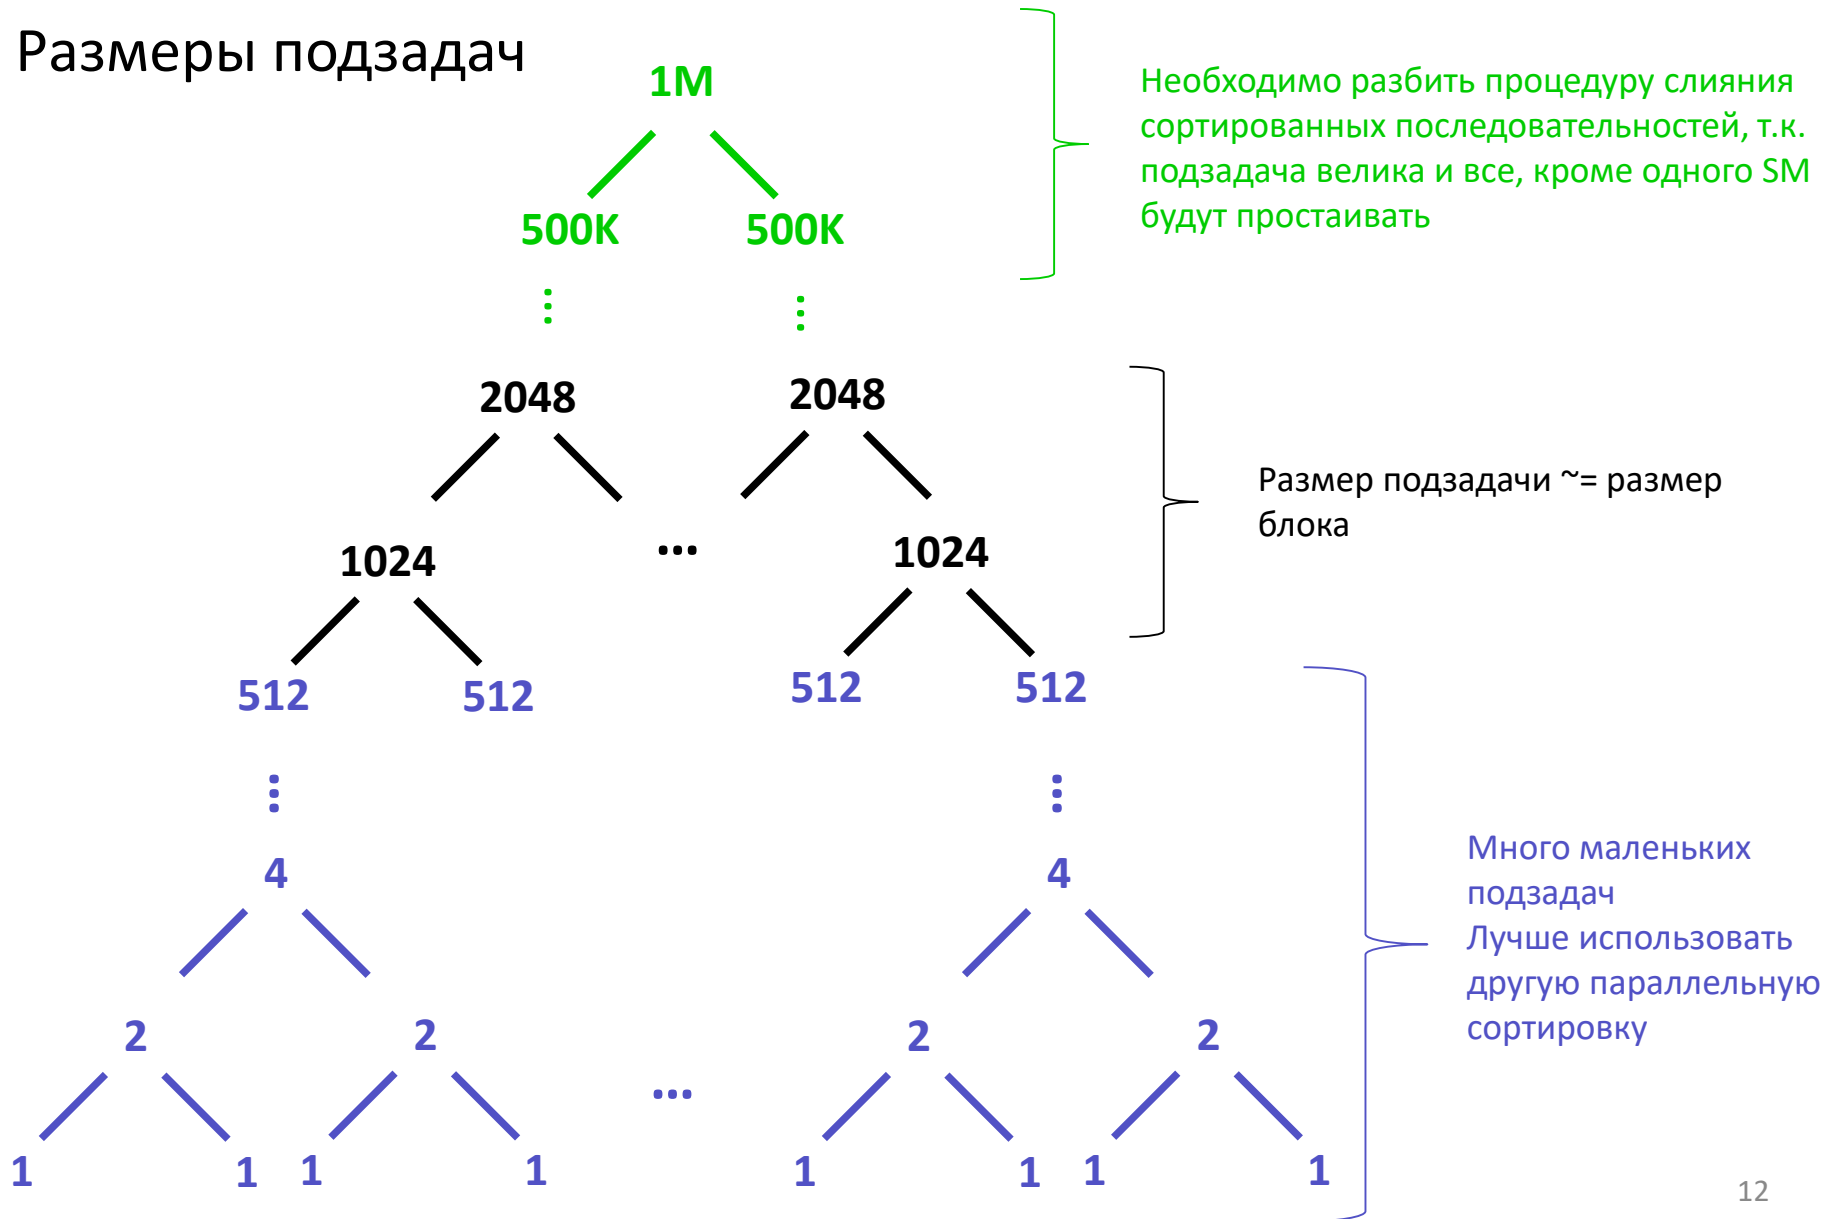 Размеры подзадач
1M
Необходимо разбить процедуру слияния
сортированных последовательностей, т.к.
подзадача велика и все, кроме одного SM
будут простаивать
500K 500K
⋮ ⋮
2048 2048
Размер подзадачи ~= размер
блока
1024 ... 1024
512 512 512 512
⋮ ⋮
Много маленьких
подзадач
Лучше использовать
другую параллельную
сортировку
4 4
2 2 2 2
...
1 1 1 1 1 1 1 1
12